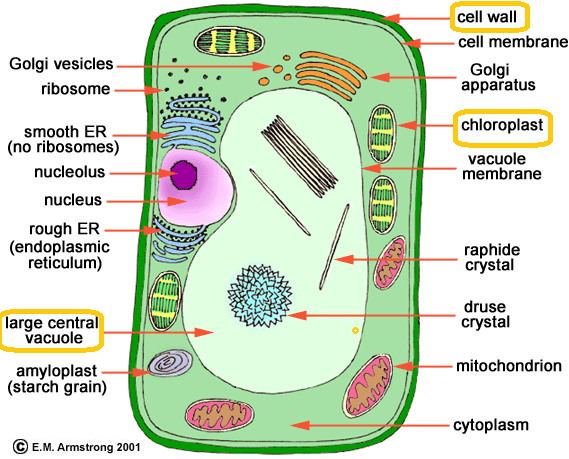 cell wall
cell membrane
Golgi vesicles
Golgi
apparatus
ribosome
chloroplast
smooth ER
(no ribosomes)
vacuole
membrane
nucleolus
nucleus
rough ER
(endoplasmic
reticulum)
raphide
crystal
large central
vacuole
druse
crystal
amyloplast
(starch grain)
mitochondrion
cytoplasm
© E.M. Armstrong 2001